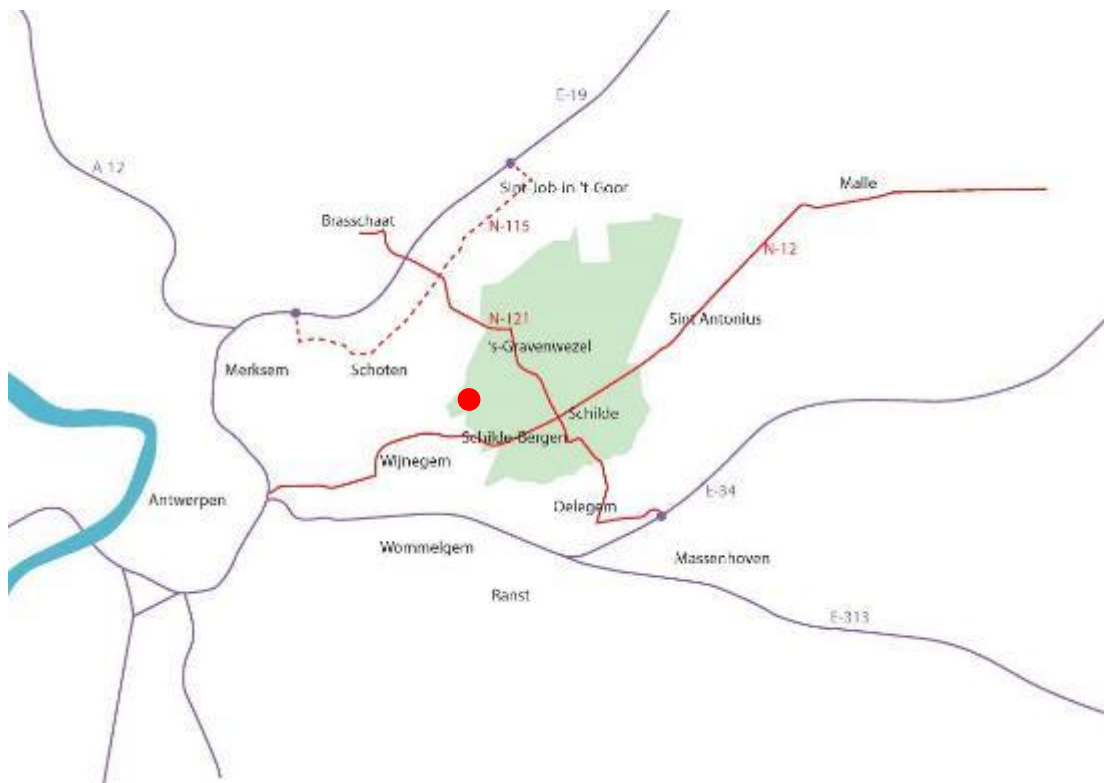 E-19
A 12
Sint-Job-in 't-Goor
Malle
Brasschaat
N-115
N-12
N-121
Sint Antonius
's-Gravenwezel
Merksem
Schoten
Schilde
Schilde-Bergen
Wijnegem
Antwerpen
E-34
Oelegem
Wommelgem
Massenhoven
Ranst
E-313